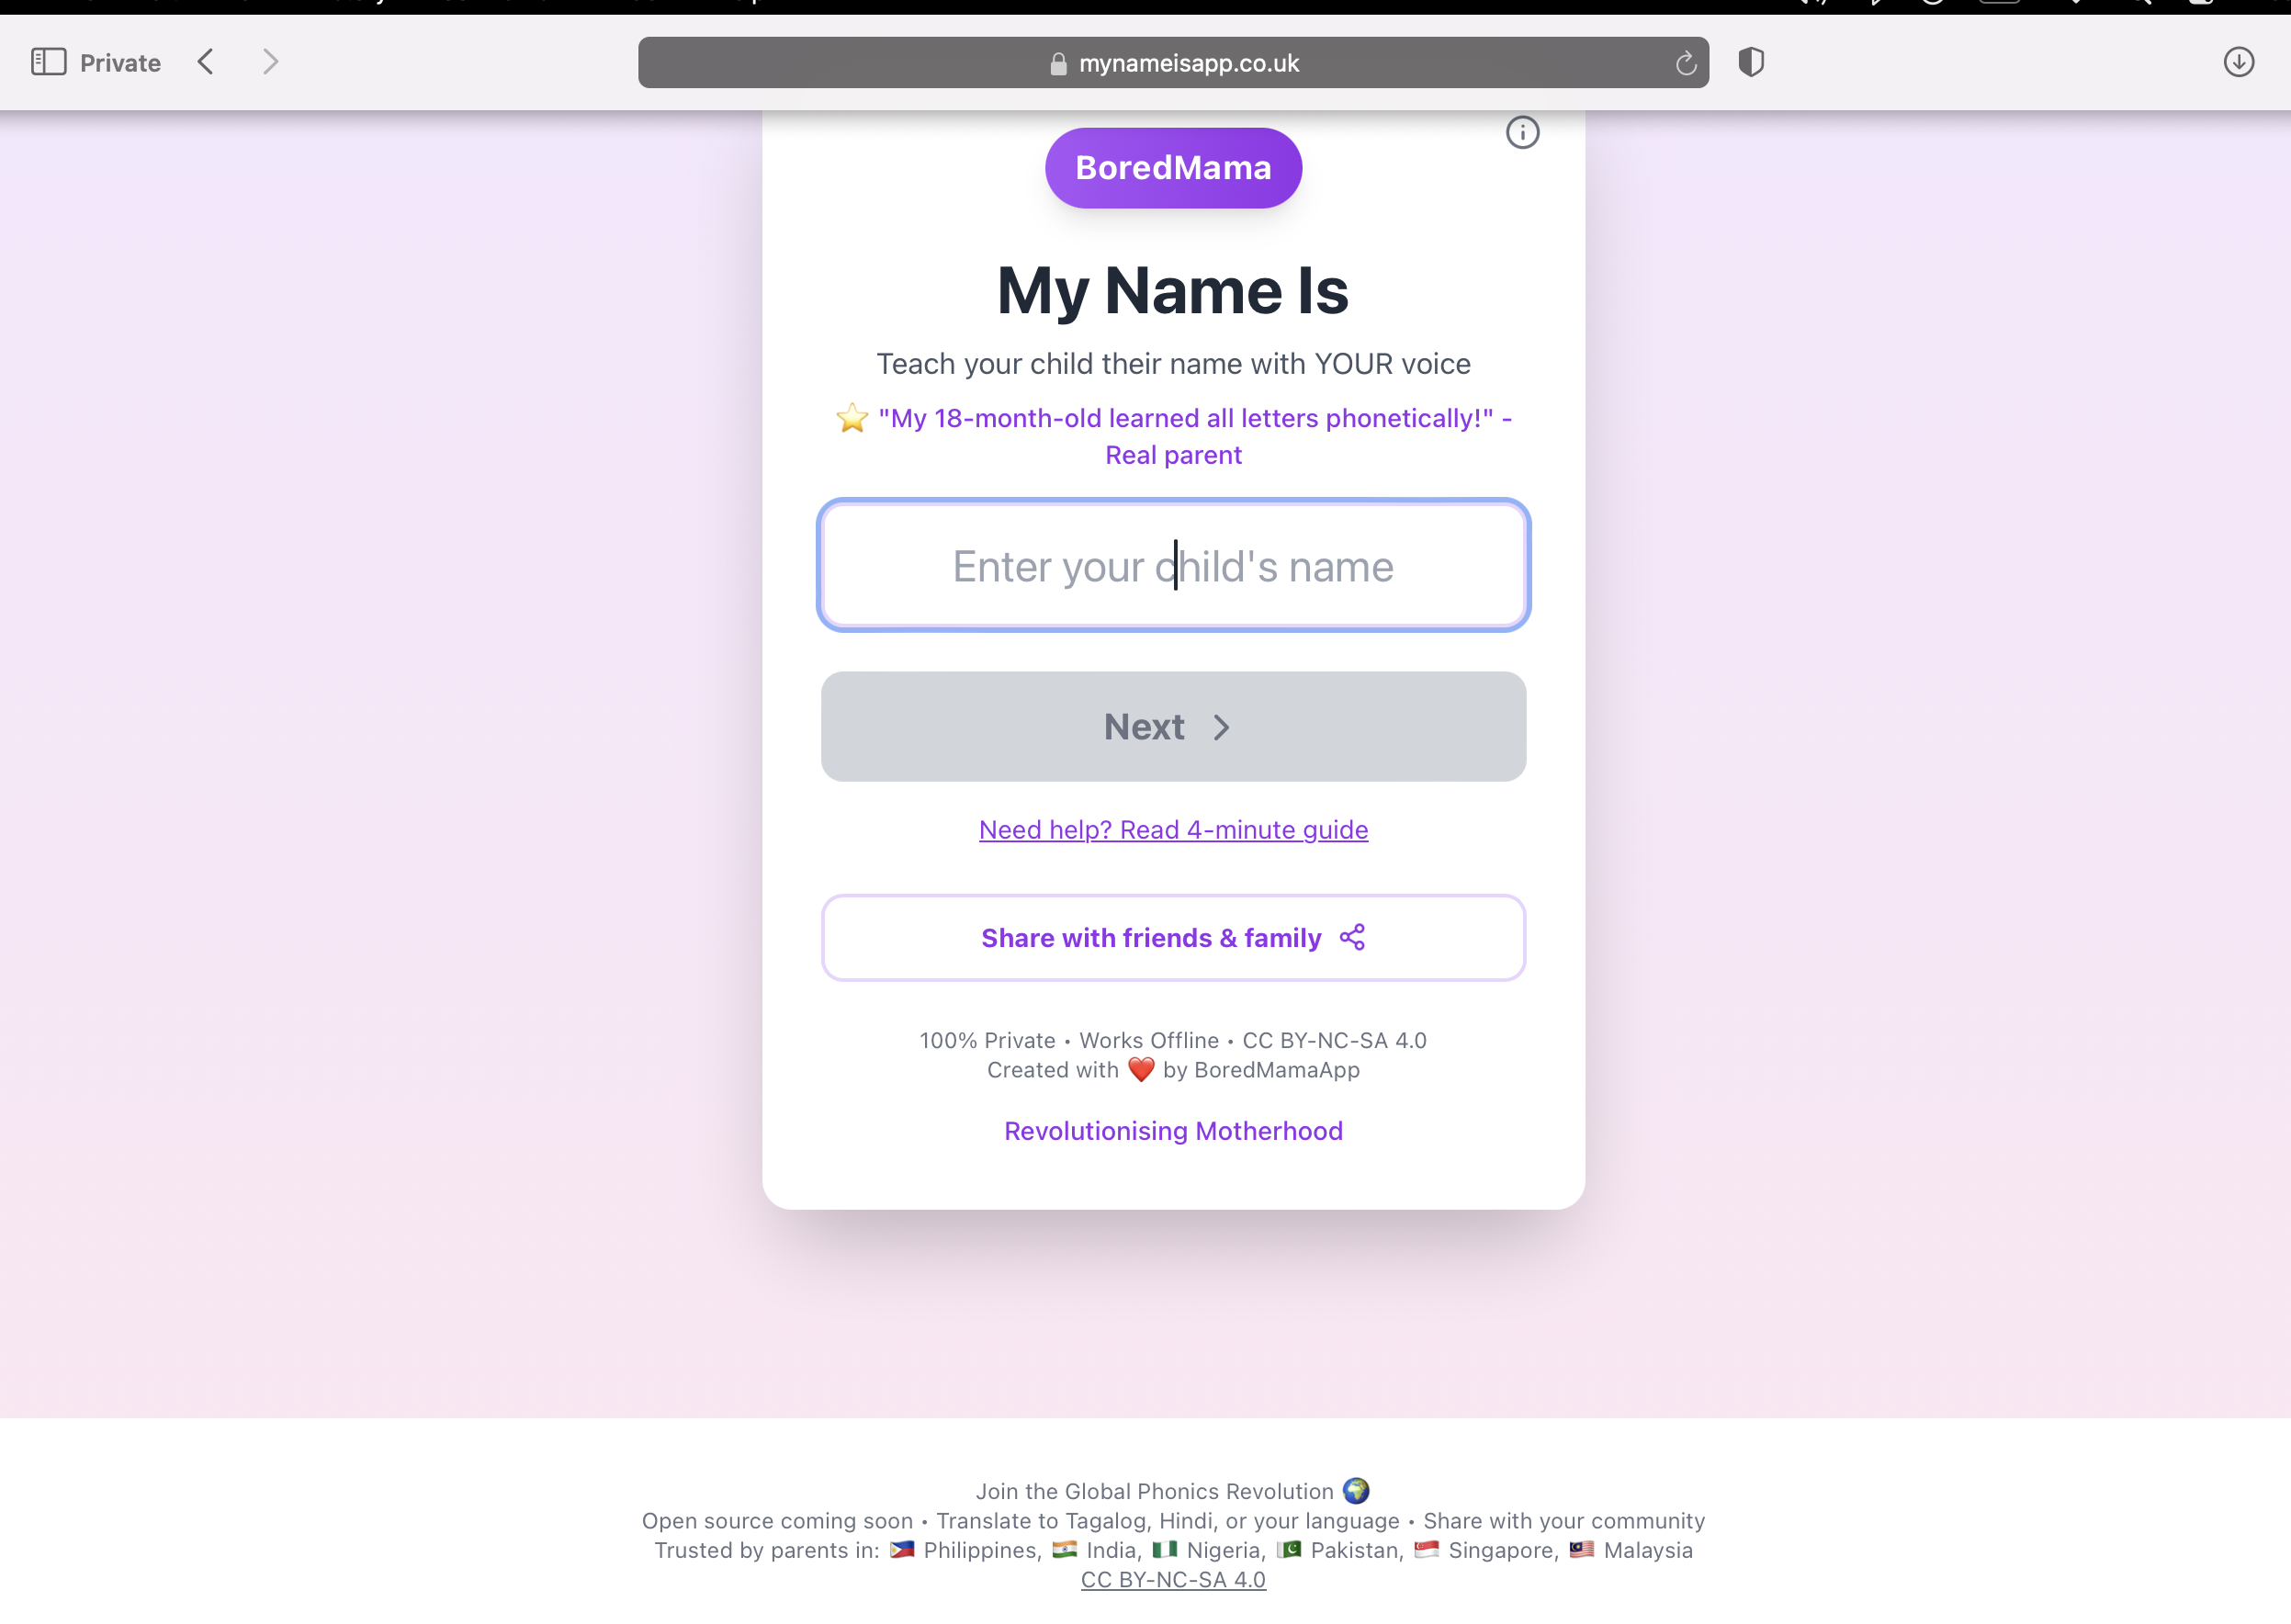 Private
mynameisapp.co.uk
BoredMama
My Name Is
Teach your child their name with YOUR voice
⭐ "My 18-month-old learned all letters phonetically!" -
Real parent
Enter your child's name
Next
Need help? Read 4-minute guide
Share with friends & family
100% Private • Works Offline • CC BY-NC-SA 4.0
Created with ❤️ by BoredMamaApp
Revolutionising Motherhood
Join the Global Phonics Revolution 🌍
Open source coming soon • Translate to Tagalog, Hindi, or your language • Share with your community
Trusted by parents in: 🇵🇭 Philippines, 🇮🇳 India, 🇳🇬 Nigeria, 🇵🇰 Pakistan, 🇸🇬 Singapore, 🇲🇾 Malaysia
CC BY-NC-SA 4.0